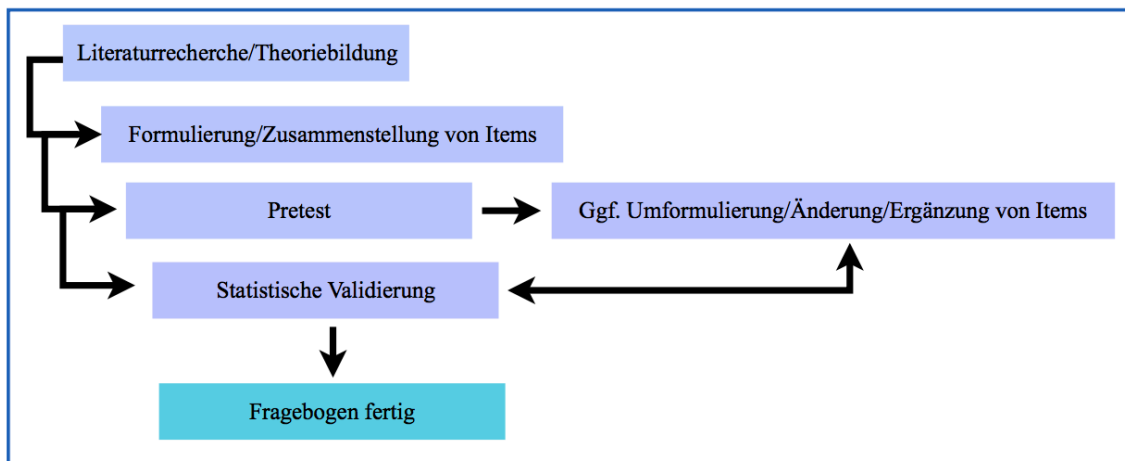 Literaturrecherche/Theoriebildung
Formulierung/Zusammenstellung von Items
Pretest
Ggf. Umformulierung/Änderung/Ergänzung von Items
Statistische Validierung
Fragebogen fertig